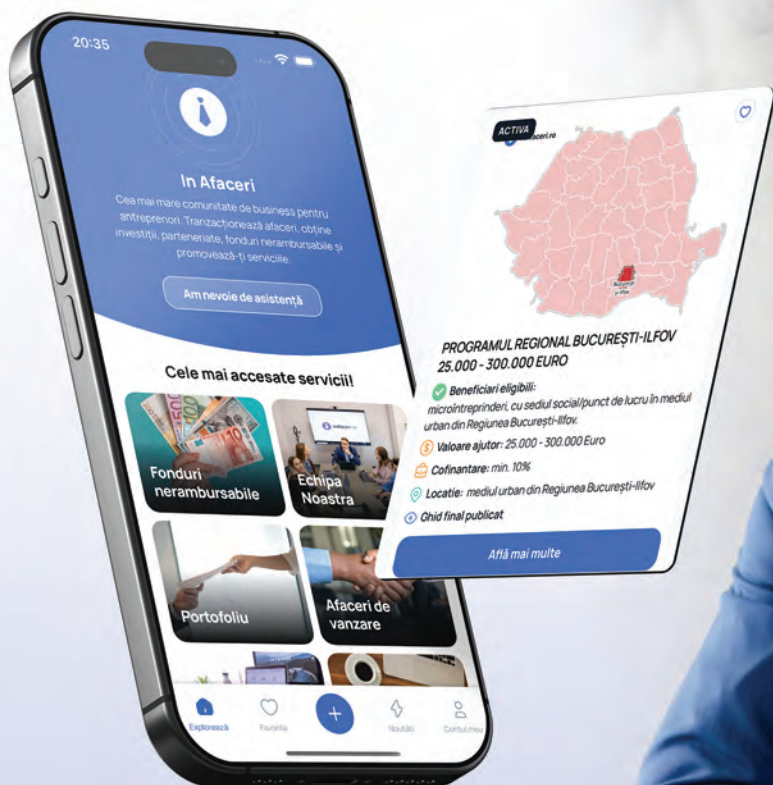 20:35
In Afaceri
Cea mai mare comunitate de business pentru
antreprenori. Tranzacționează afaceri, obține
investiții, parteneriate, fonduri nerambursabile și
promovează-ți serviciile.
Am nevoie de asistență
Cele mai accesate servicii!
Fonduri
nerambursabile
Echipa
Noastra
Portofoliu
Afaceri de
vanzare
Explorează
Favorite
Noutăți
Contul meu
ACTIVA
PROGRAMUL REGIONAL BUCUREȘTI-ILFOV
25.000 - 300.000 EURO
Beneficiari eligibili:
microîntreprinderi, cu sediul social/punct de lucru în mediul
urban din Regiunea București-Ilfov.
Valoare ajutor: 25.000 - 300.000 Euro
Cofinantare: min. 10%
Locatie: mediul urban din Regiunea București-Ilfov
Ghid final publicat
Află mai multe